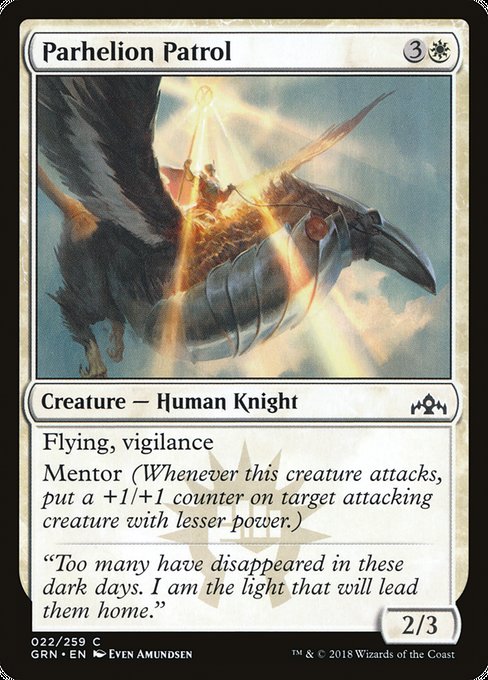 Parhelion Patrol 3
Creature — Human Knight
Flying, vigilance
Mentor (Whenever this creature attacks,
put a +1/+1 counter on target attacking
creature with lesser power.)
“Too many have disappeared in these
dark days. I am the light that will lead
them home.”
2/3
022/259 C
GRN • EN Even Amundsen
™ & © 2018 Wizards of the Coast